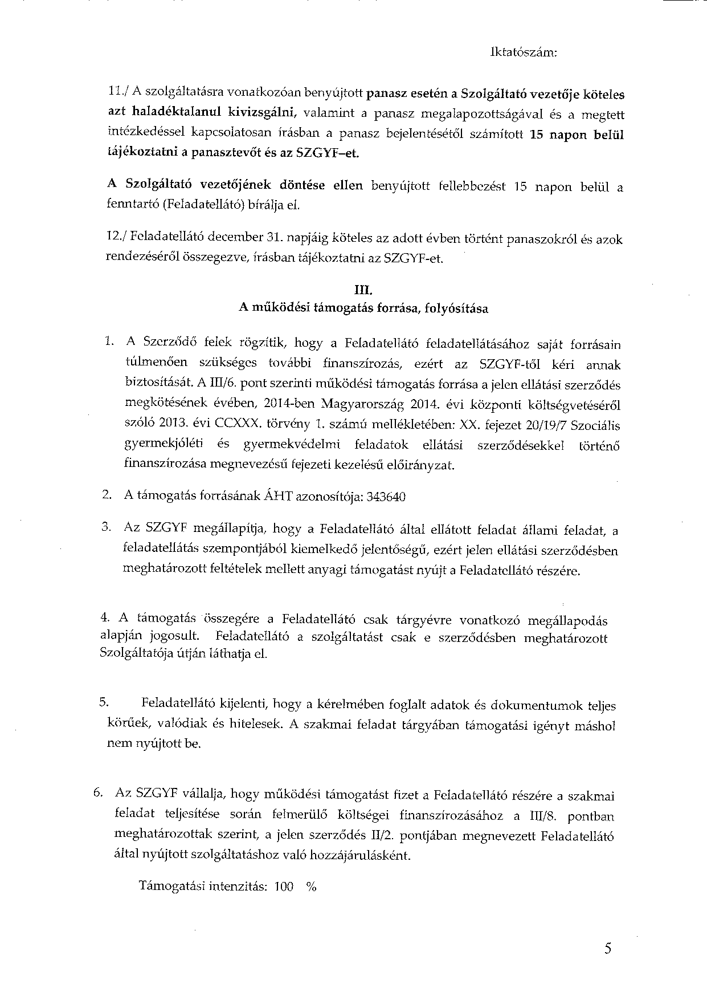 Iktatószám:
11./ A szolgáltatásra vonatkozóan benyújtott panasz esetén a Szolgáltató vezetője köteles
azt haladéktalanul kivizsgálni, valamint a panasz megalapozottságával és a megtett
intézkedéssel kapcsolatosan írásban a panasz bejelentésétől számított 15 napon belül
tájékoztatni a panasztevőt és az SZGYF–et.
A Szolgáltató vezetőjének döntése ellen benyújtott fellebbezést 15 napon belül a
fenntartó (Feladatellátó) bírálja el.
12./ Feladatellátó december 31. napjáig köteles az adott évben történt panaszokról és azok
rendezéséről összegezve, írásban tájékoztatni az SZGYF-et.
III.
A működési támogatás forrása, folyósítása
1. A Szerződő felek rögzítik, hogy a Feladatellátó feladatellátásához saját forrásain
túlmenően szükséges további finanszírozás, ezért az SZGYF-től kéri annak
biztosítását. A III/6. pont szerinti működési támogatás forrása a jelen ellátási szerződés
megkötésének évében, 2014-ben Magyarország 2014. évi központi költségvetéséről
szóló 2013. évi CCXXX. törvény 1. számú mellékletében: XX. fejezet 20/19/7 Szociális
gyermekjóléti és gyermekvédelmi feladatok ellátási szerződésekkel történő
finanszírozása megnevezésű fejezeti kezelésű előirányzat.
2. A támogatás forrásának ÁHT azonosítója: 343640
3. Az SZGYF megállapítja, hogy a Feladatellátó által ellátott feladat állami feladat, a
feladatellátás szempontjából kiemelkedő jelentőségű, ezért jelen ellátási szerződésben
meghatározott feltételek mellett anyagi támogatást nyújt a Feladatellátó részére.
4. A támogatás összegére a Feladatellátó csak tárgyévre vonatkozó megállapodás
alapján jogosult. Feladatellátó a szolgáltatást csak e szerződésben meghatározott
Szolgáltatója útján láthatja el.
5. Feladatellátó kijelenti, hogy a kérelmében foglalt adatok és dokumentumok teljes
körűek, valódiak és hitelesek. A szakmai feladat tárgyában támogatási igényt máshol
nem nyújtott be.
6. Az SZGYF vállalja, hogy működési támogatást fizet a Feladatellátó részére a szakmai
feladat teljesítése során felmerülő költségei finanszírozásához a III/8. pontban
meghatározottak szerint, a jelen szerződés II/2. pontjában megnevezett Feladatellátó
által nyújtott szolgáltatáshoz való hozzájárulásként.
Támogatási intenzitás: 100 %
5